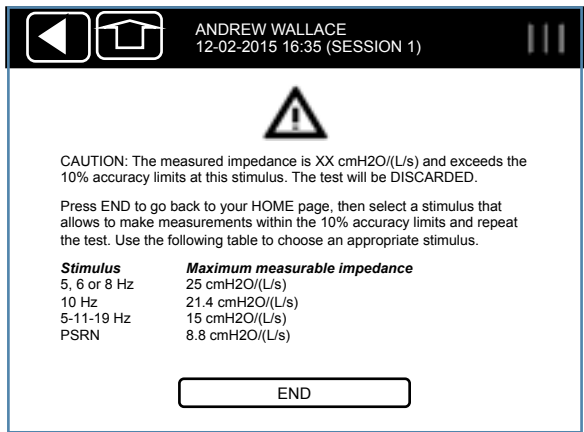 ANDREW WALLACE
12-02-2015 16:35 (SESSION 1)
CAUTION: The measured impedance is XX cmH2O/(L/s) and exceeds the
10% accuracy limits at this stimulus. The test will be DISCARDED.
Press END to go back to your HOME page, then select a stimulus that
allows to make measurements within the 10% accuracy limits and repeat
the test. Use the following table to choose an appropriate stimulus.
Stimulus Maximum measurable impedance
5, 6 or 8 Hz 25 cmH2O/(L/s)
10 Hz 21.4 cmH2O/(L/s)
5-11-19 Hz 15 cmH2O/(L/s)
PSRN 8.8 cmH2O/(L/s)
END